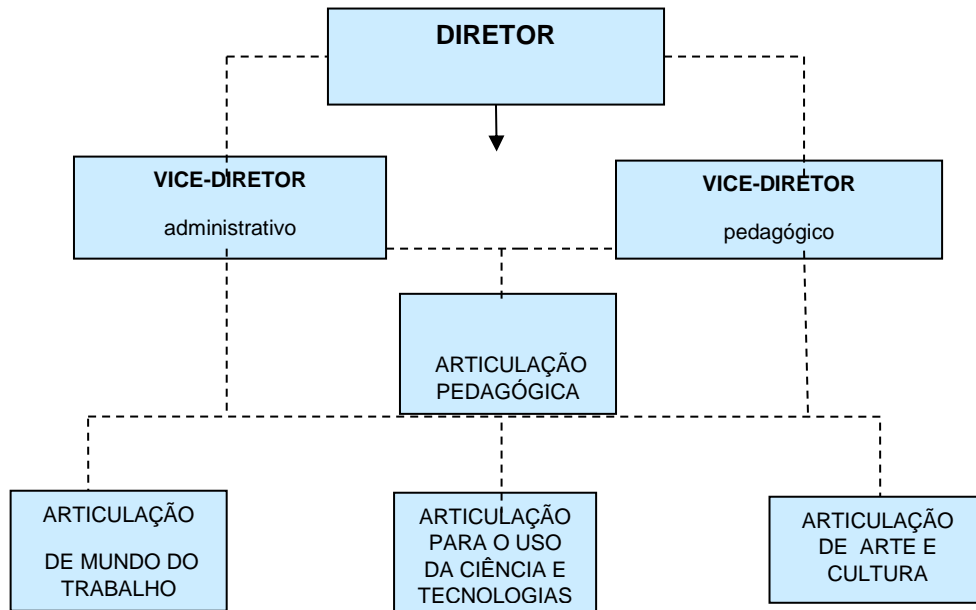 DIRETOR
VICE-DIRETOR
administrativo
VICE-DIRETOR
pedagógico
ARTICULAÇÃO
PEDAGÓGICA
ARTICULAÇÃO
DE MUNDO DO
TRABALHO
ARTICULAÇÃO
PARA O USO
DA CIÊNCIA E
TECNOLOGIAS
ARTICULAÇÃO
DE ARTE E
CULTURA